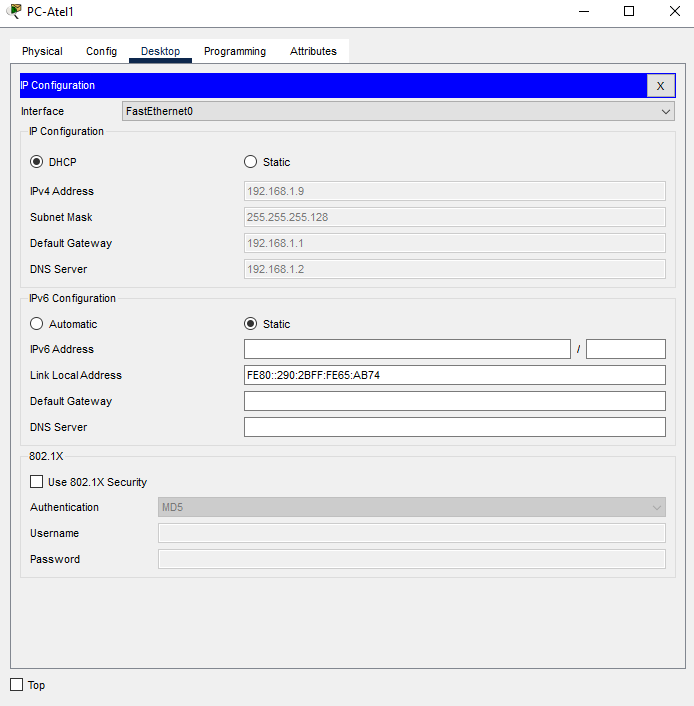 PC-Atel1
Physical Config Desktop Programming Attributes
IP Configuration X
Interface FastEthernet0
IP Configuration
DHCP Static
IPv4 Address 192.168.1.9
Subnet Mask 255.255.255.128
Default Gateway 192.168.1.1
DNS Server 192.168.1.2
IPv6 Configuration
Automatic Static
IPv6 Address /
Link Local Address FE80::290:2BFF:FE65:AB74
Default Gateway
DNS Server
802.1X
Use 802.1X Security
Authentication MD5
Username
Password
Top